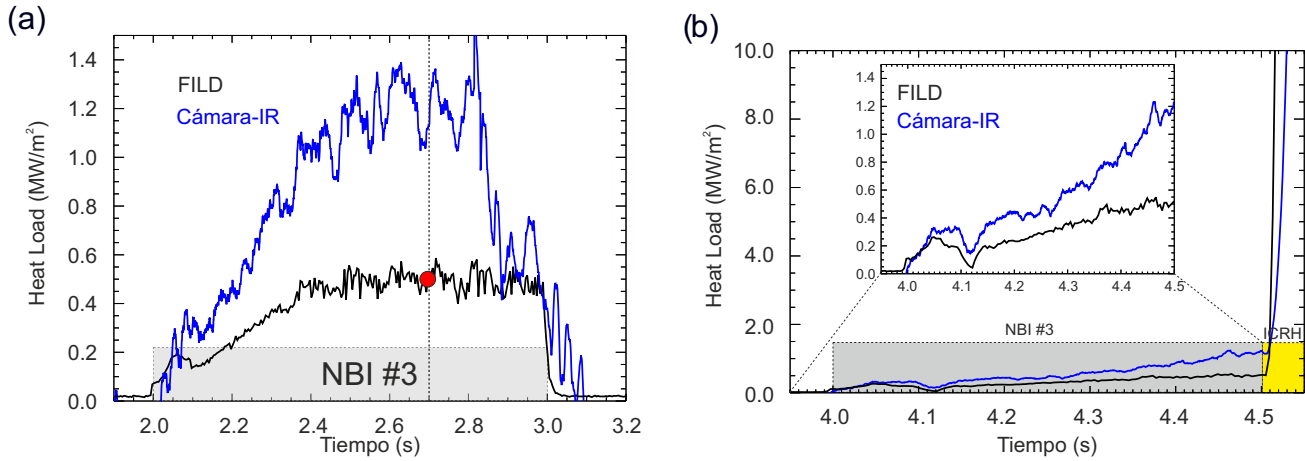 (a)
Heat Load (MW/m²)
1.4
1.2
1.0
0.8
0.6
0.4
0.2
0.0
FILD
Cámara-IR
NBI #3
2.0 2.2 2.4 2.6 2.8 3.0 3.2
Tiempo (s)
(b)
Heat Load (MW/m²)
10.0
8.0
6.0
4.0
2.0
0.0
1.4
1.2
1.0
0.8
0.6
0.4
0.2
0.0
FILD
Cámara-IR
4.0 4.1 4.2 4.3 4.4 4.5
NBI #3
ICRH
4.0 4.1 4.2 4.3 4.4 4.5
Tiempo (s)